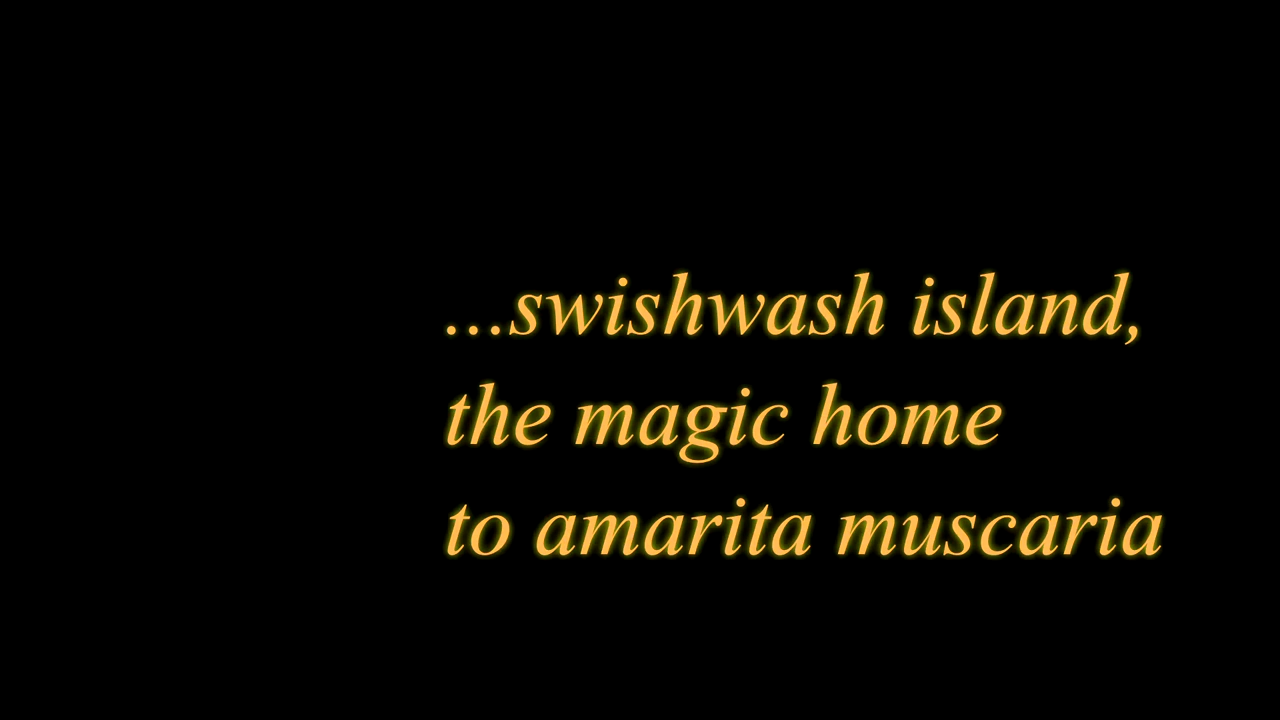 ...swishwash island,
the magic home
to amarita muscaria